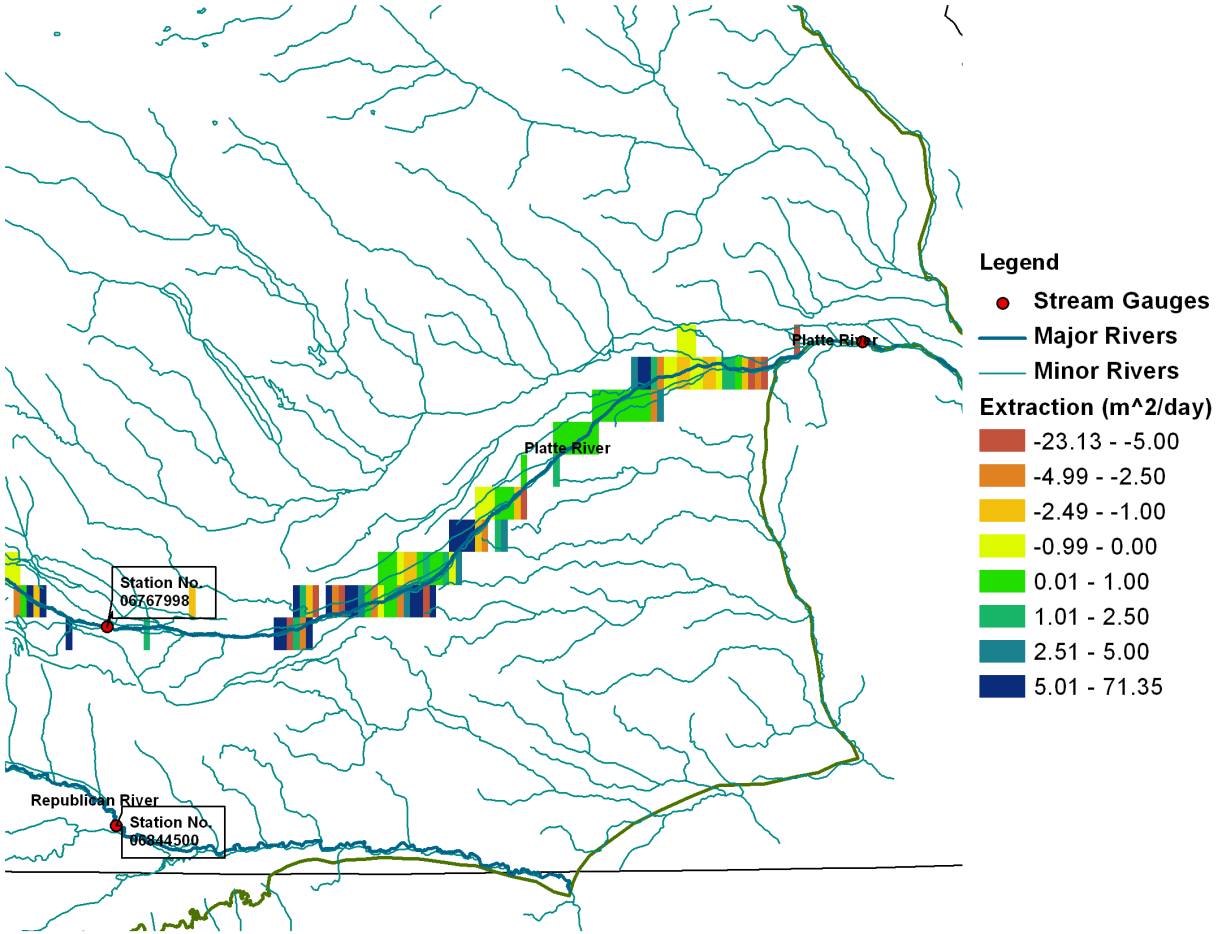 Legend
Stream Gauges
Major Rivers
Minor Rivers
Extraction (m^2/day)
-23.13 - -5.00
-4.99 - -2.50
-2.49 - -1.00
-0.99 - 0.00
0.01 - 1.00
1.01 - 2.50
2.51 - 5.00
5.01 - 71.35
Platte River
Platte River
Station No.
06767998
Republican River
Station No.
06844500